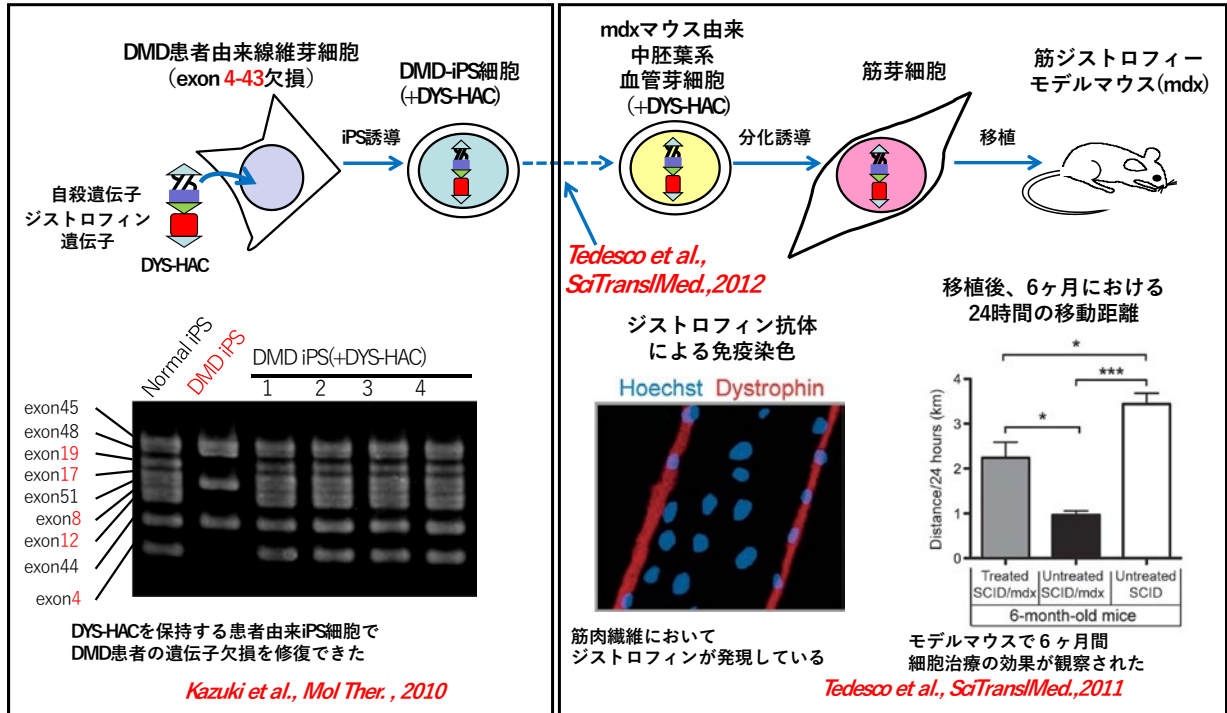 DMD患者由来線維芽細胞
(exon 4-43欠損)
DMD-iPS細胞
(+DYS-HAC)
iPS誘導
自殺遺伝子
ジストロフィン
遺伝子
DYS-HAC
Normal iPS
DMD iPS
DMD iPS(+DYS-HAC)
1 2 3 4
exon45
exon48
exon19
exon17
exon51
exon8
exon12
exon44
exon4
DYS-HACを保持する患者由来iPS細胞で
DMD患者の遺伝子欠損を修復できた
Kazuki et al., Mol Ther. , 2010
mdxマウス由来
中胚葉系
血管芽細胞
(+DYS-HAC)
分化誘導
筋芽細胞
移植
筋ジストロフィー
モデルマウス(mdx)
Tedesco et al.,
SciTranslMed.,2012
ジストロフィン抗体
による免疫染色
Hoechst Dystrophin
筋肉繊維において
ジストロフィンが発現している
移植後、6ヶ月における
24時間の移動距離
*
***
*
Distance/24 hours (km)
4
3
2
1
0
Treated SCID/mdx
Untreated SCID/mdx
Untreated SCID
6-month-old mice
モデルマウスで６ヶ月間
細胞治療の効果が観察された
Tedesco et al., SciTranslMed.,2011